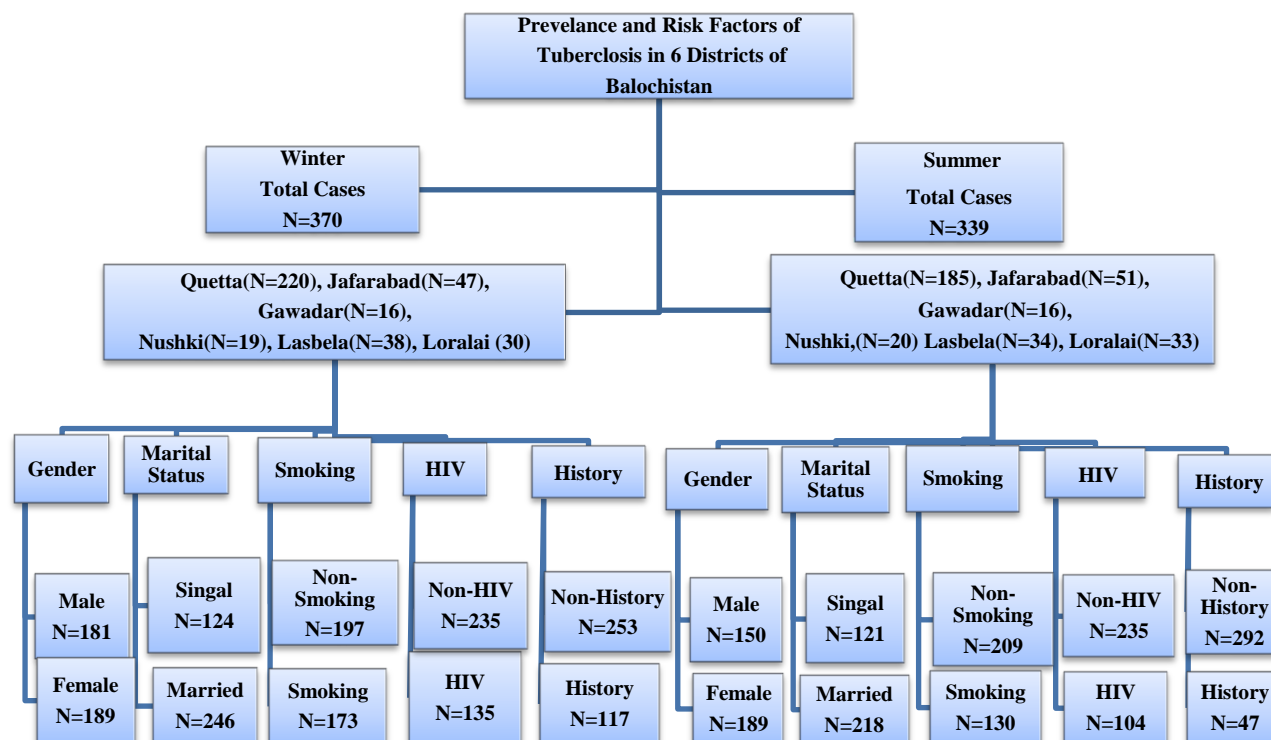 Prevelance and Risk Factors of
Tuberclosis in 6 Districts of
Balochistan
Winter
Total Cases
N=370
Summer
Total Cases
N=339
Quetta(N=220), Jafarabad(N=47),
Gawadar(N=16),
Nushki(N=19), Lasbela(N=38), Loralai (30)
Quetta(N=185), Jafarabad(N=51),
Gawadar(N=16),
Nushki,(N=20) Lasbela(N=34), Loralai(N=33)
Gender
Marital
Status
Smoking
HIV
History
Gender
Marital
Status
Smoking
HIV
History
Male
N=181
Singal
N=124
Non-
Smoking
N=197
Non-HIV
N=235
Non-History
N=253
Male
N=150
Singal
N=121
Non-
Smoking
N=209
Non-HIV
N=235
Non-
History
N=292
Female
N=189
Married
N=246
Smoking
N=173
HIV
N=135
History
N=117
Female
N=189
Married
N=218
Smoking
N=130
HIV
N=104
History
N=47